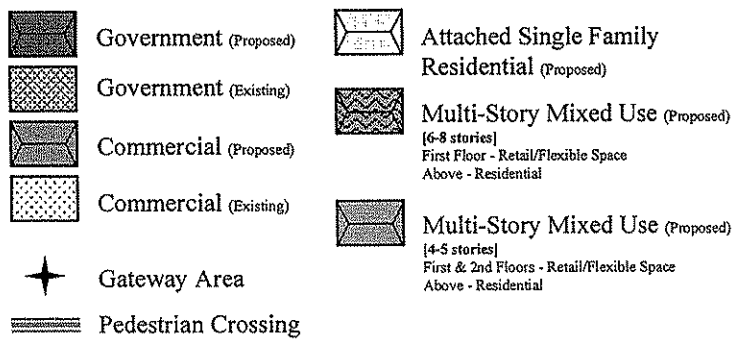 Government (Proposed)
Government (Existing)
Commercial (Proposed)
Commercial (Existing)
Gateway Area
Pedestrian Crossing
Attached Single Family
Residential (Proposed)
Multi-Story Mixed Use (Proposed)
[6-8 stories]
First Floor - Retail/Flexible Space
Above - Residential
Multi-Story Mixed Use (Proposed)
[4-5 stories]
First & 2nd Floors - Retail/Flexible Space
Above - Residential